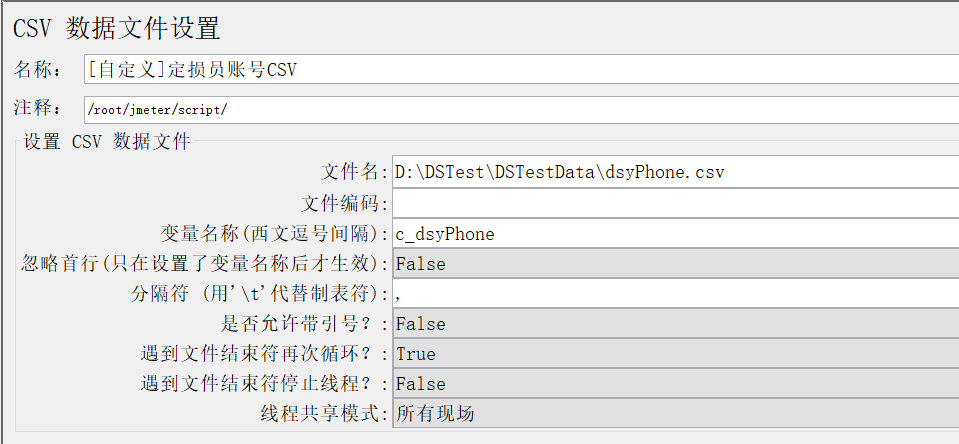 CSV 数据文件设置
名称: [自定义]定损员账号CSV
注释: /root/jmeter/script/
设置 CSV 数据文件
文件名: D:\DSTest\DSTestData\dsyPhone.csv
文件编码:
变量名称(西文逗号间隔): c_dsyPhone
忽略首行(只在设置了变量名称后才生效): False
分隔符 (用'\t'代替制表符): ,
是否允许带引号？: False
遇到文件结束符再次循环？: True
遇到文件结束符停止线程？: False
线程共享模式: 所有现场